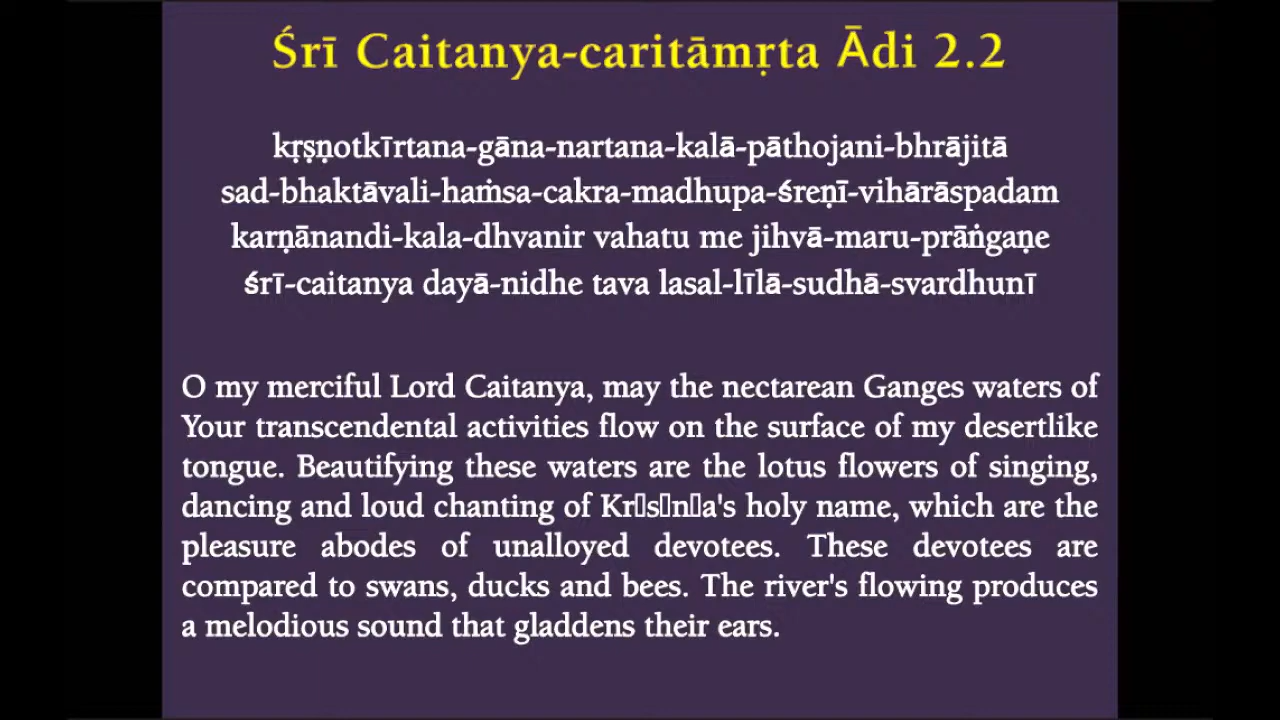 Śrī Caitanya-caritāmṛta Ādi 2.2
kṛṣṇotkīrtana-gāna-nartana-kalā-pāthojani-bhrājitā
sad-bhaktāvali-haṁsa-cakra-madhupa-śreṇī-vihārāspadam
karṇānandi-kala-dhvanir vahatu me jihvā-maru-prāṅgaṇe
śrī-caitanya dayā-nidhe tava lasal-līlā-sudhā-svardhunī
O my merciful Lord Caitanya, may the nectarean Ganges waters of
Your transcendental activities flow on the surface of my desertlike
tongue. Beautifying these waters are the lotus flowers of singing,
dancing and loud chanting of Kr▯s▯n▯a's holy name, which are the
pleasure abodes of unalloyed devotees. These devotees are
compared to swans, ducks and bees. The river's flowing produces
a melodious sound that gladdens their ears.